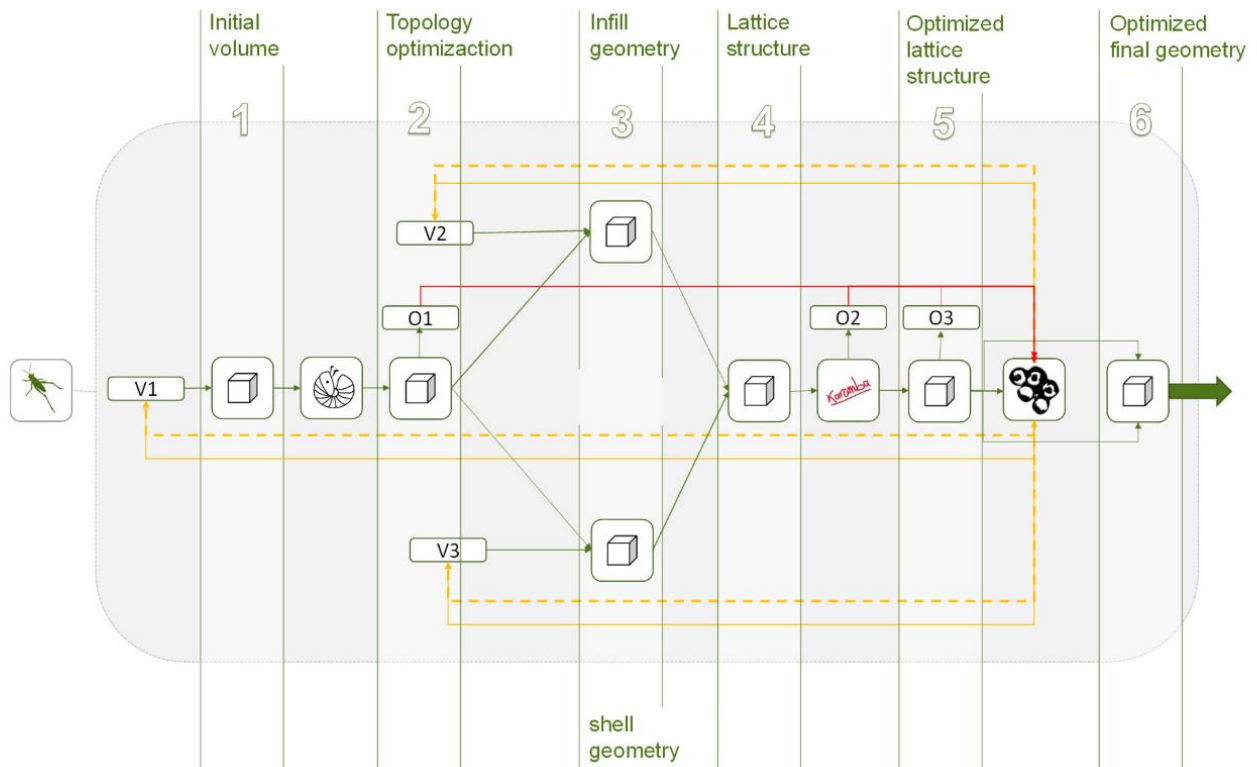 Initial
volume
Topology
optimizaction
Infill
geometry
Lattice
structure
Optimized
lattice
structure
Optimized
final geometry
1
2
3
4
5
6
V2
O1
O2
O3
V1
Karamba
V3
shell
geometry